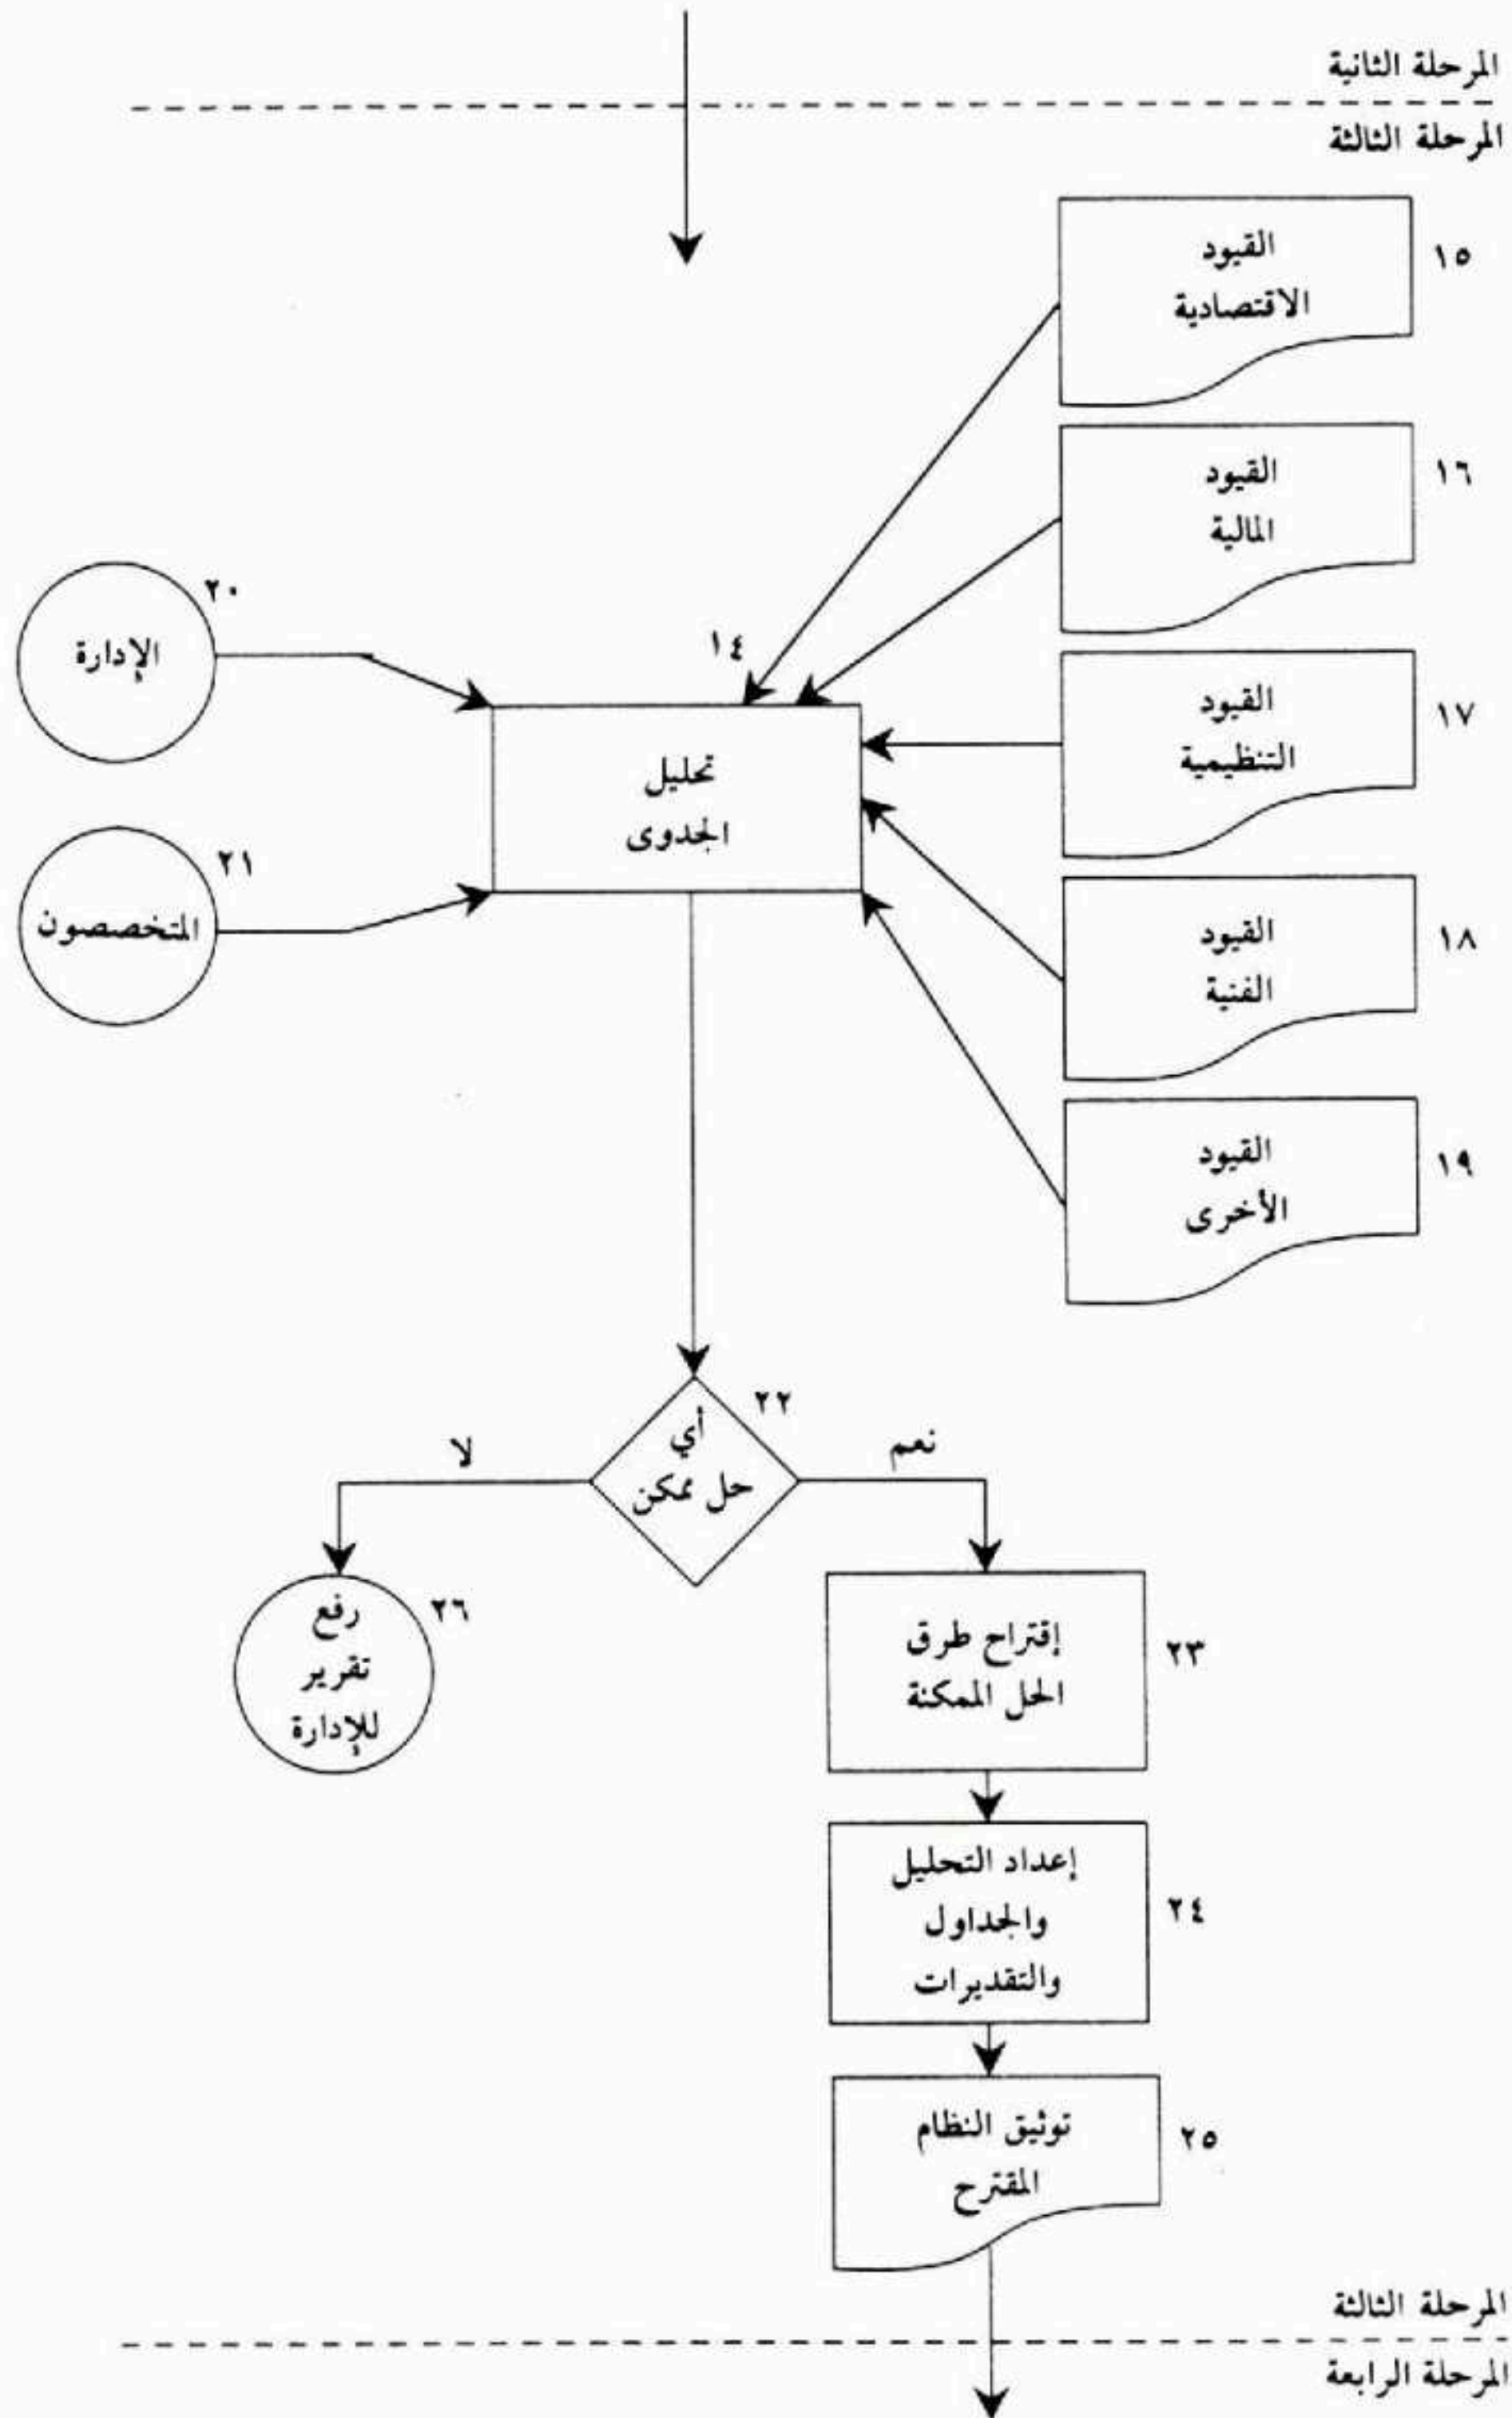 المرحلة الثانية
المرحلة الثالثة
القيود
الاقتصادية
١٥
القيود
المالية
١٦
القيود
التنظيمية
١٧
القيود
الفنية
١٨
القيود
الأخرى
١٩
٢٠
الإدارة
٢١
المتخصصون
١٤
تحليل
الجدوى
٢٢
أي
حل ممكن
نعم
لا
٢٣
إقتراح طرق
الحل الممكنة
٢٦
رفع
تقرير
للإدارة
٢٤
إعداد التحليل
والجداول
والتقديرات
٢٥
توثيق النظام
المقترح
المرحلة الثالثة
المرحلة الرابعة